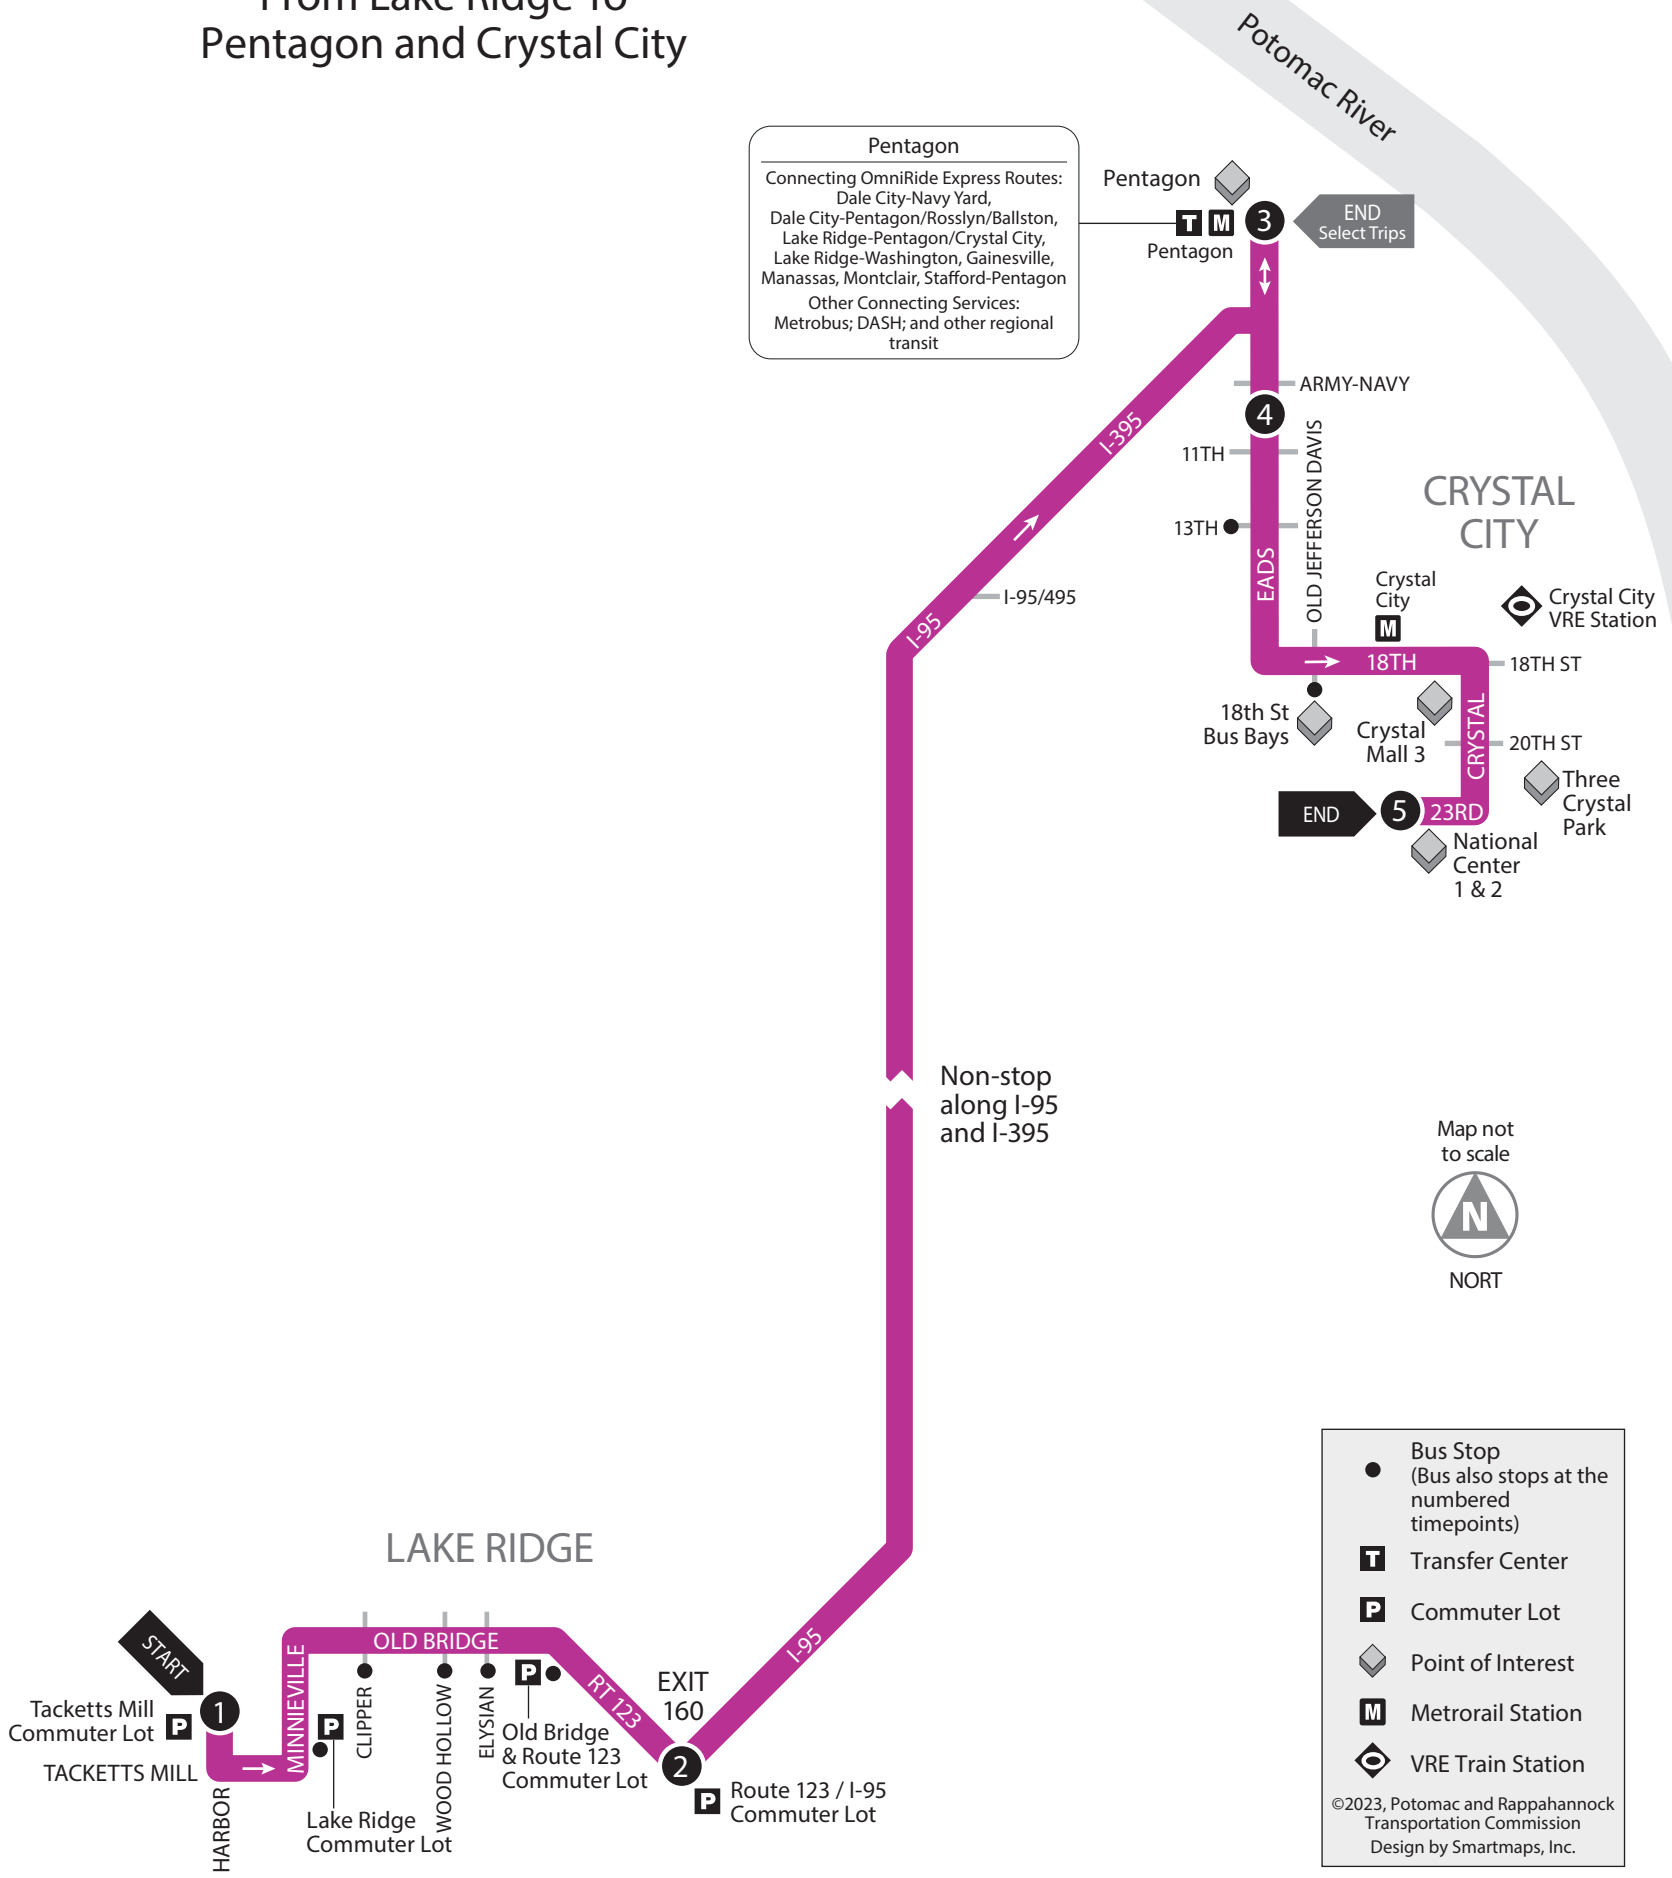 From Lake Ridge To
Pentagon and Crystal City
Potomac River
Pentagon
Connecting OmniRide Express Routes:
Dale City-Navy Yard,
Dale City-Pentagon/Rosslyn/Ballston,
Lake Ridge-Pentagon/Crystal City,
Lake Ridge-Washington, Gainesville,
Manassas, Montclair, Stafford-Pentagon
Other Connecting Services:
Metrobus; DASH; and other regional
transit
Pentagon
T M
Pentagon
3
END
Select Trips
ARMY-NAVY
4
11TH
OLD JEFFERSON DAVIS
13TH
EADS
I-395
I-95/495
I-95
CRYSTAL
CITY
Crystal
City
M
Crystal City
VRE Station
18TH
18TH ST
18th St
Bus Bays
Crystal
Mall 3
CRYSTAL
20TH ST
Three
Crystal
Park
END
5
23RD
National
Center
1 & 2
Non-stop
along I-95
and I-395
Map not
to scale
N
NORT
LAKE RIDGE
START
1
Tacketts Mill
Commuter Lot
P
TACKETTS MILL
HARBOR
MINNIEVILLE
OLD BRIDGE
P
Lake Ridge
Commuter Lot
CLIPPER
WOOD HOLLOW
ELYSIAN
P
Old Bridge
& Route 123
Commuter Lot
RT 123
EXIT
160
2
I-95
P
Route 123 / I-95
Commuter Lot
Bus Stop
(Bus also stops at the
numbered
timepoints)
T Transfer Center
P Commuter Lot
Point of Interest
M Metrorail Station
VRE Train Station
©2023, Potomac and Rappahannock
Transportation Commission
Design by Smartmaps, Inc.